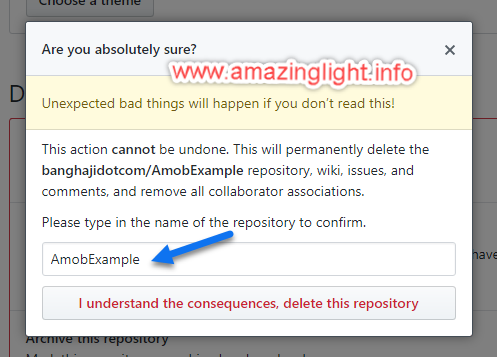 Choose a theme
Are you absolutely sure?
www.amazinglight.info
Unexpected bad things will happen if you don't read this!
This action cannot be undone. This will permanently delete the
banghajidotcom/AmobExample repository, wiki, issues, and
comments, and remove all collaborator associations.
Please type in the name of the repository to confirm.
have
AmobExample
I understand the consequences, delete this repository
Archive this repository